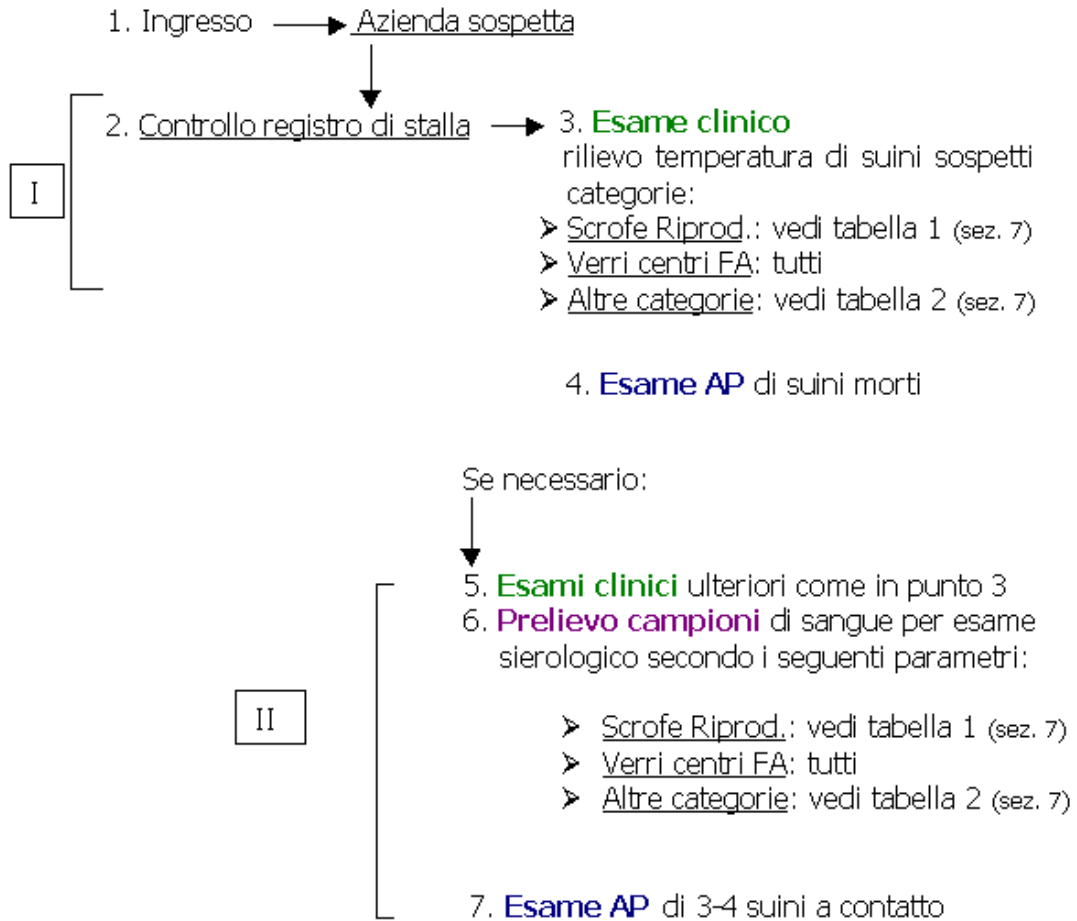 1. Ingresso → Azienda sospetta
2. Controllo registro di stalla → 3. Esame clinico
rilievo temperatura di suini sospetti
categorie:
➤ Scrofe Riprod.: vedi tabella 1 (sez. 7)
➤ Verri centri FA: tutti
➤ Altre categorie: vedi tabella 2 (sez. 7)
I
4. Esame AP di suini morti
Se necessario:
5. Esami clinici ulteriori come in punto 3
6. Prelievo campioni di sangue per esame
sierologico secondo i seguenti parametri:
II
➤ Scrofe Riprod.: vedi tabella 1 (sez. 7)
➤ Verri centri FA: tutti
➤ Altre categorie: vedi tabella 2 (sez. 7)
7. Esame AP di 3-4 suini a contatto